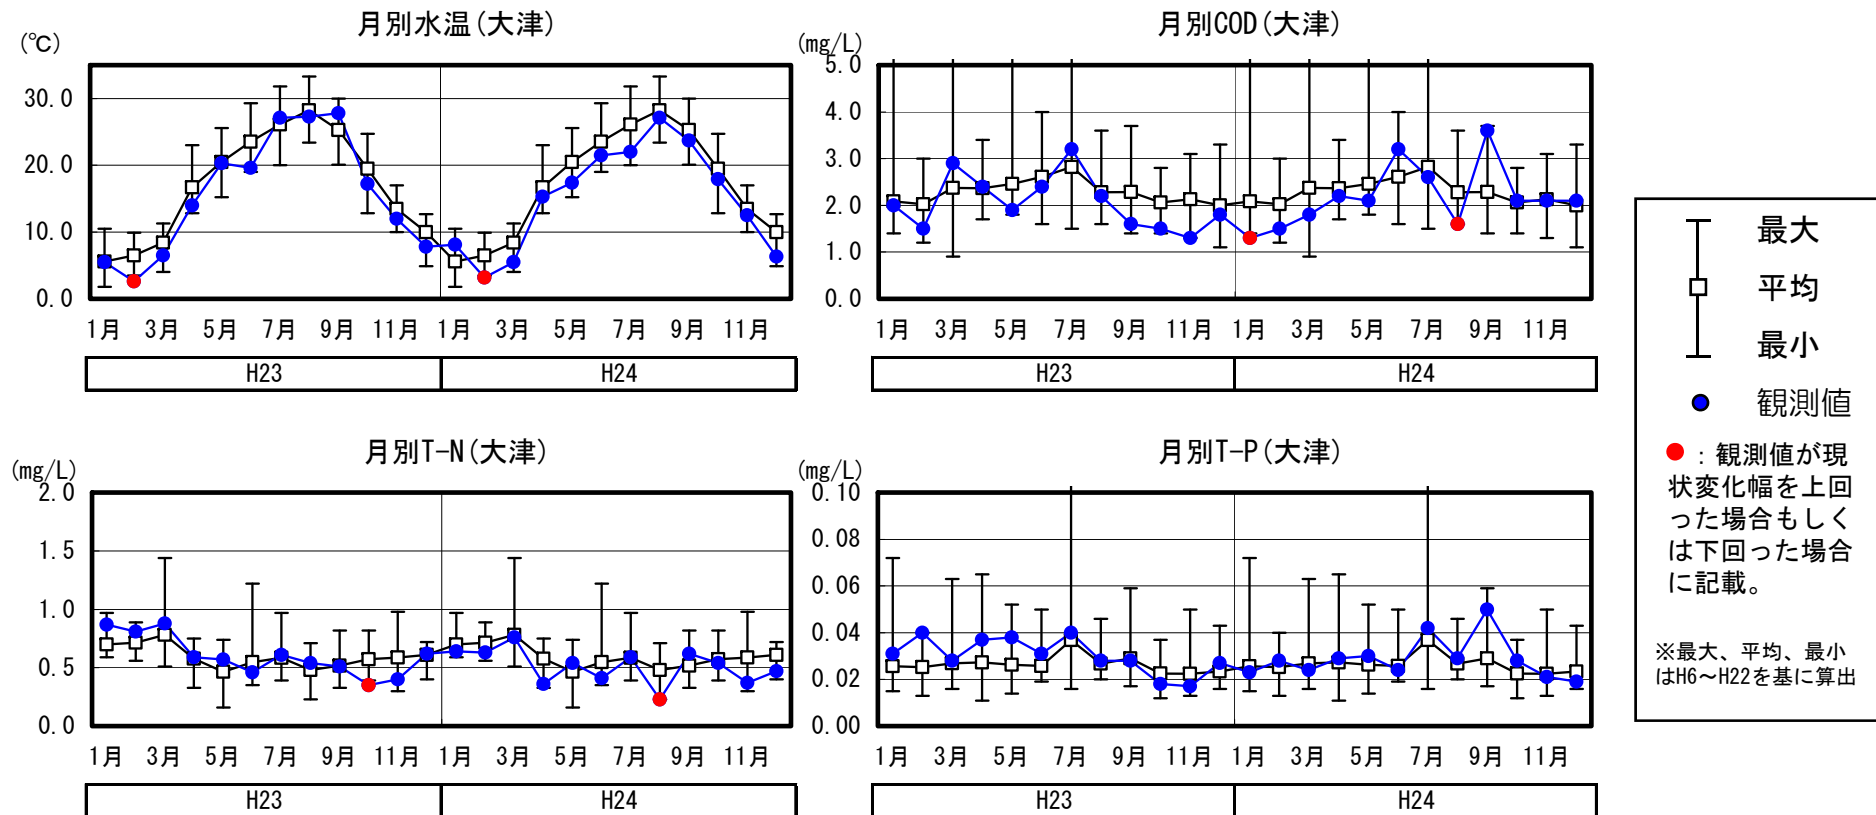 月別水温(大津)
(℃)
30.0
20.0
10.0
0.0
1月 3月 5月 7月 9月 11月 1月 3月 5月 7月 9月 11月
H23 H24
月別COD(大津)
(mg/L)
5.0
4.0
3.0
2.0
1.0
0.0
1月 3月 5月 7月 9月 11月 1月 3月 5月 7月 9月 11月
H23 H24
月別T-N(大津)
(mg/L)
2.0
1.5
1.0
0.5
0.0
1月 3月 5月 7月 9月 11月 1月 3月 5月 7月 9月 11月
H23 H24
月別T-P(大津)
(mg/L)
0.10
0.08
0.06
0.04
0.02
0.00
1月 3月 5月 7月 9月 11月 1月 3月 5月 7月 9月 11月
H23 H24
最大
平均
最小
観測値
:観測値が現
状変化幅を上回
った場合もしく
は下回った場合
に記載。
※最大、平均、最小
はH6～H22を基に算出